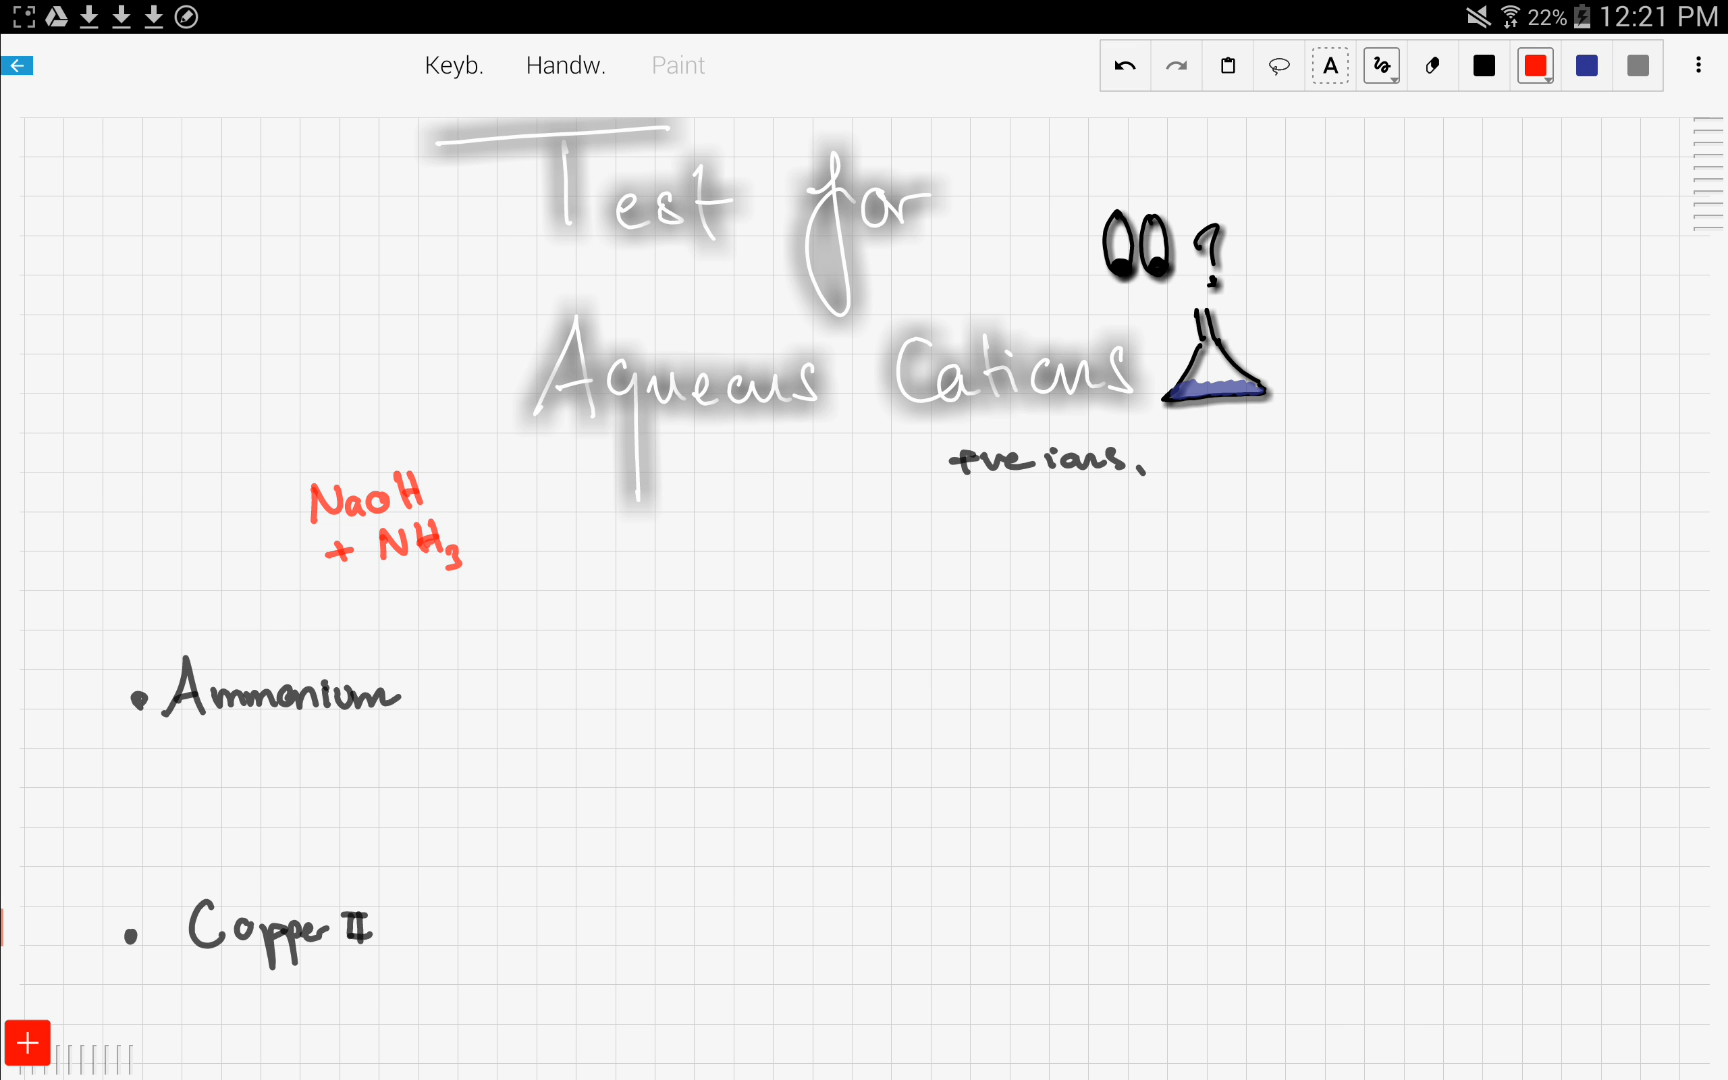 22% 12:21 PM
Keyb. Handw. Paint A
Test for
?
Aqueous Cations
+ve ions.
NaOH
+ NH3
• Ammonium
• Copper II